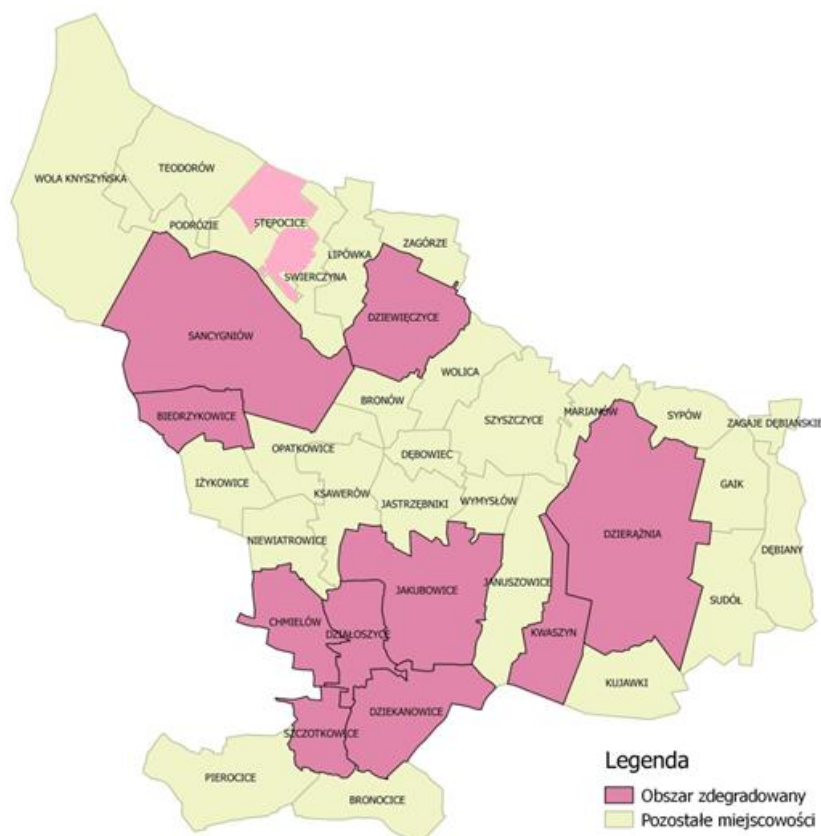 TEODORÓW
WOLA KNYSZYŃSKA
PODRÓZIE
STĘPOCICE
ZAGÓRZE
LIPÓWKA
SWIERCZYNA
DZIEWIĘCZYCE
SANCYGNIÓW
WOLICA
BRONÓW
BIEDRZYKOWICE
SZYSZCZYCE
MARIANÓW
SYPÓW
ZAGAJE DĘBIAŃSKIE
OPATKOWICE
DĘBOWIEC
IŻYKOWICE
GAIK
KSAWERÓW
JASTRZĘBNIKI
WYMYSŁÓW
DZIERĄŻNIA
NIEWIATROWICE
DĘBIANY
JAKUBOWICE
JANUSZOWICE
SUDÓŁ
CHMIELÓW
DZIAŁOSZYCE
KWASZYN
KUJAWKI
DZIEKANOWICE
SZCZOTKOWICE
PIEROCICE
BRONOCICE
Legenda
Obszar zdegradowany
Pozostałe miejscowości